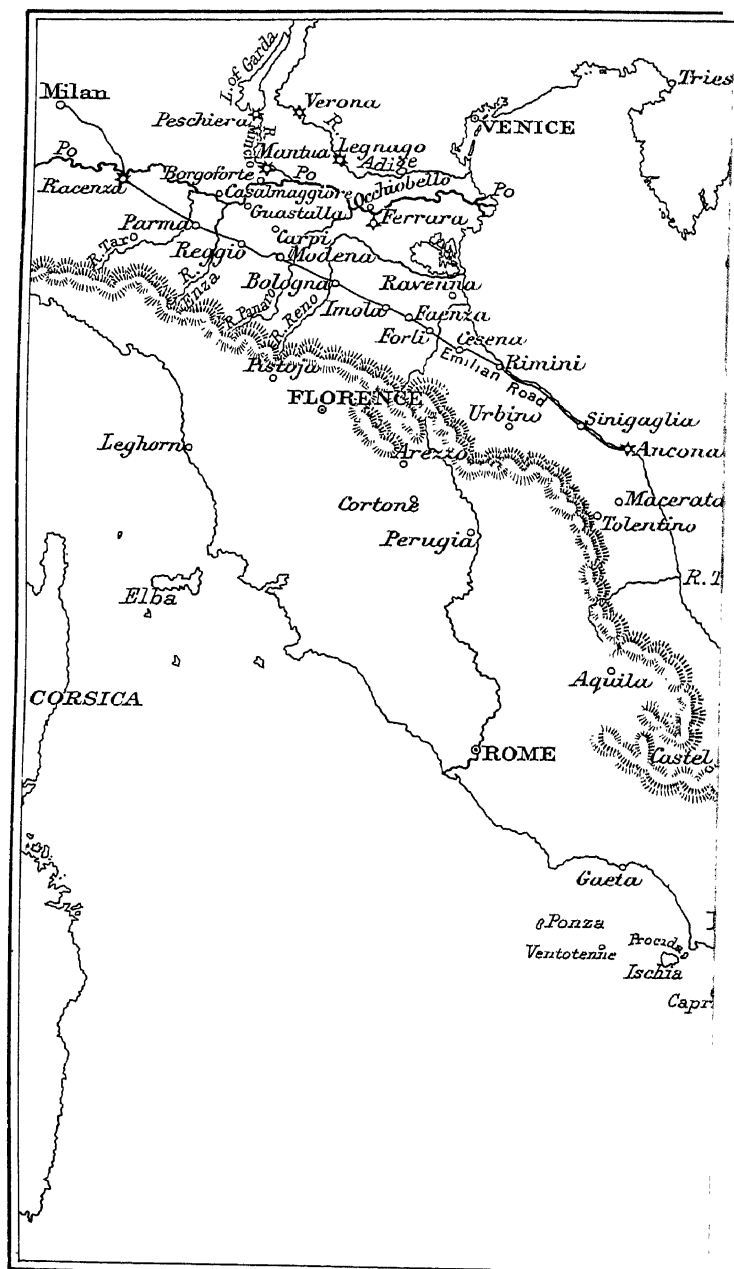 L. of Garda
Milan
Tries
Verona
Peschiera
R. Mincio
R.
VENICE
Legnago
Adige
Mantua
Po
Po
Borgoforte
Racenza
Casalmaggiore
Occhiobello
Po
Guastalla
Ferrara
Parma
Carpi
R. Taro
Reggio
Modena
R.
Enza
Bologna
Ravenna
R. Panaro
R. Reno
Imola
Faenza
Forli
Cesena
Rimini
Emilian Road
Pistoja
FLORENCE
Urbino
Sinigaglia
Leghorn
Arezzo
Ancona
Cortone
Macerata
Tolentino
Perugia
R. T
Elba
Aquila
CORSICA
ROME
Castel
Gaeta
Ponza
Ventotenne
Procida
Ischia
Capr